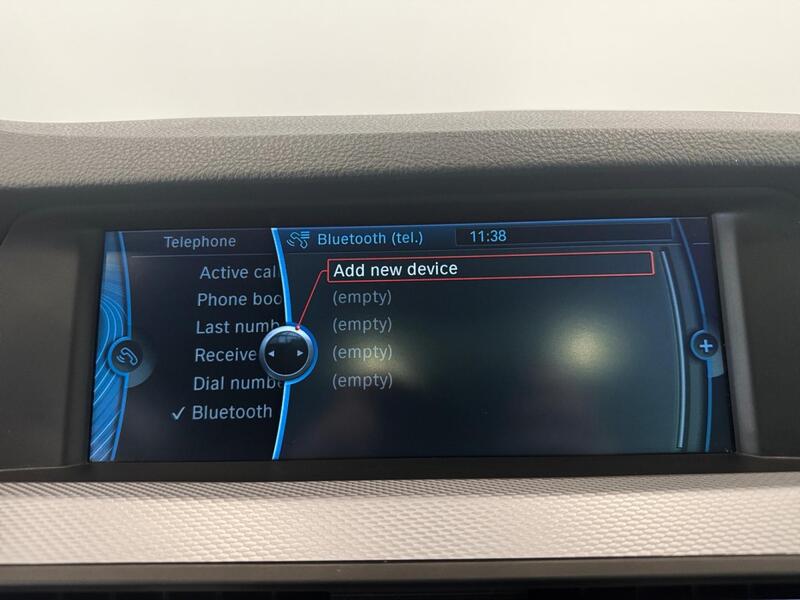 Telephone
Bluetooth (tel.)
11:38
Active cal
Phone boo
Last numb
Receive
Dial numbe
✓ Bluetooth
Add new device
(empty)
(empty)
(empty)
(empty)